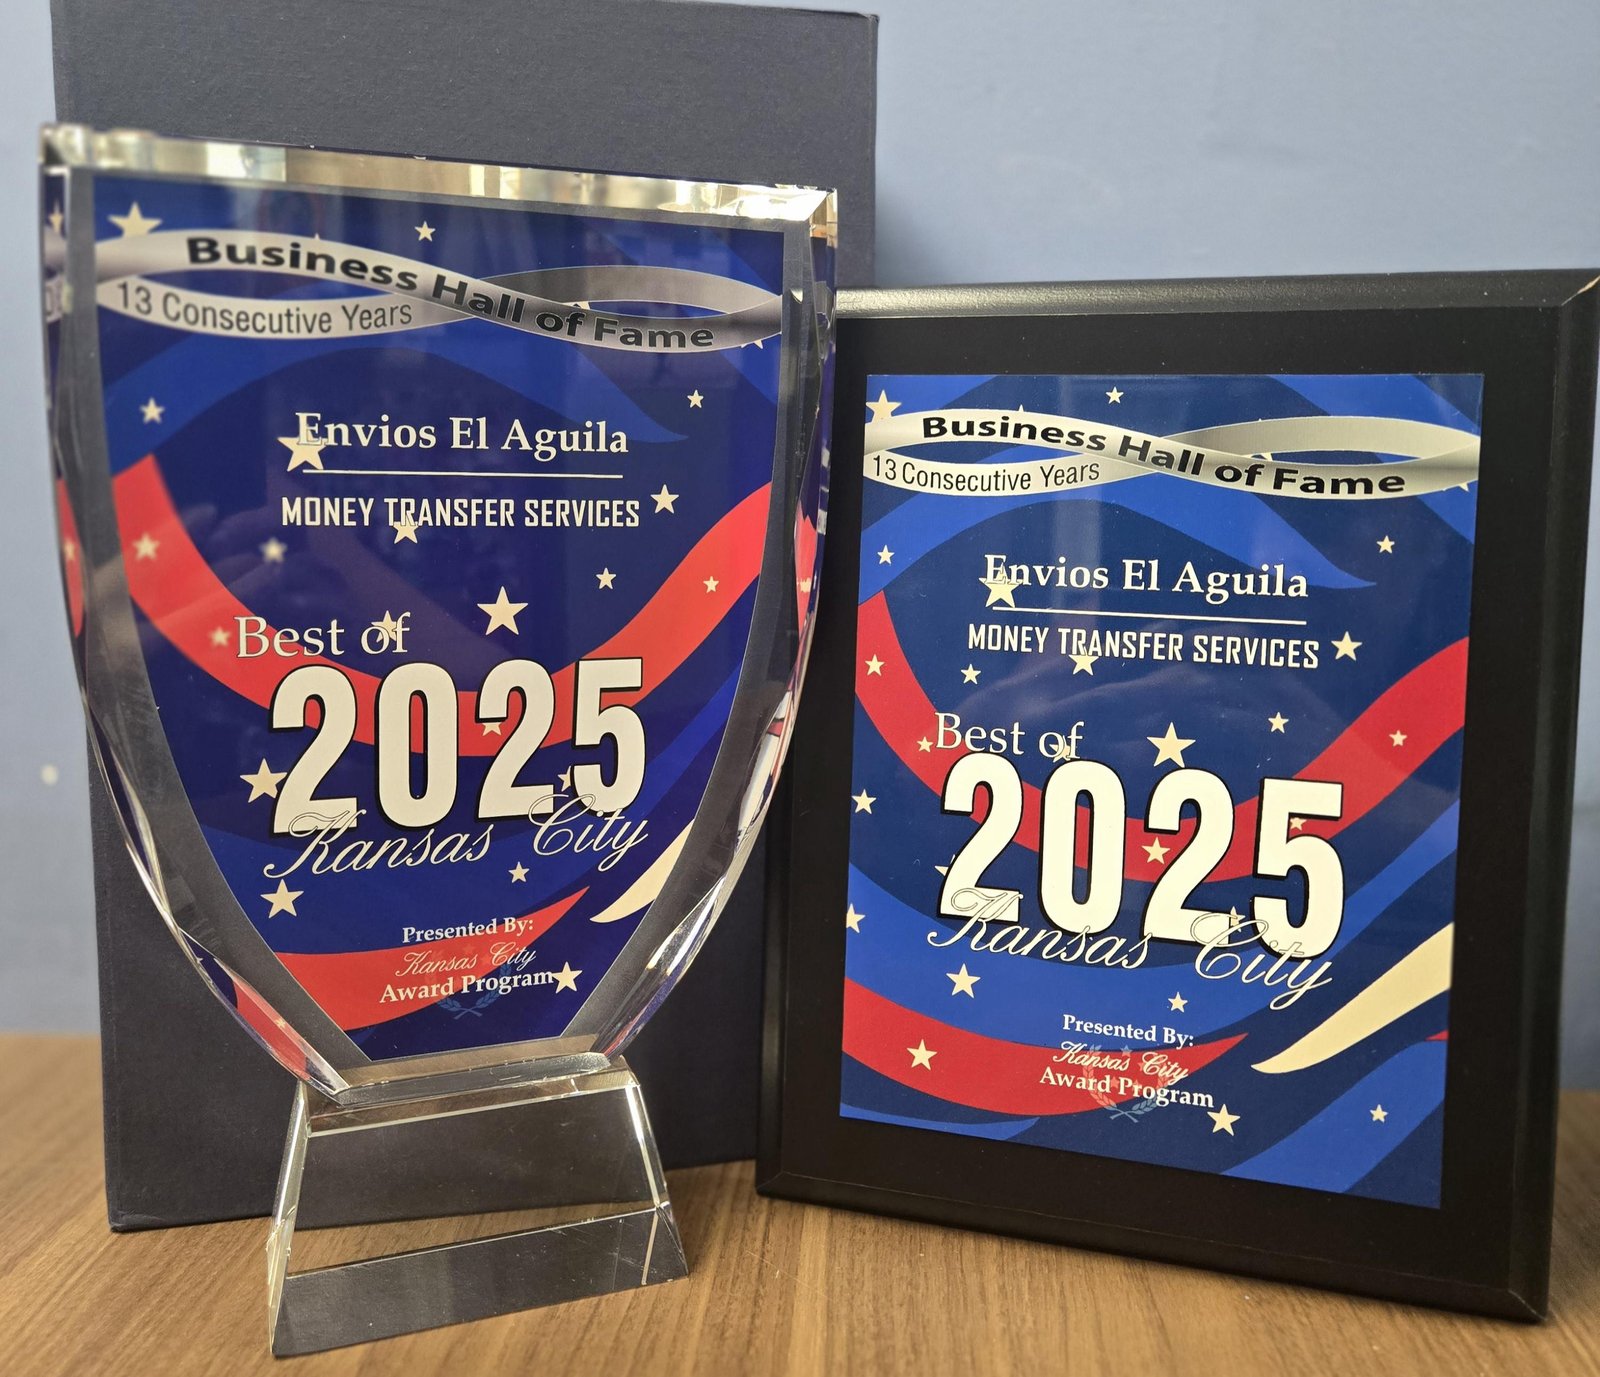 Business Hall of Fame
13 Consecutive Years
Envios El Aguila
MONEY TRANSFER SERVICES
Best of
2025
Kansas City
Presented By:
Kansas City
Award Program
Business Hall of Fame
13 Consecutive Years
Envios El Aguila
MONEY TRANSFER SERVICES
Best of
2025
Kansas City
Presented By:
Kansas City
Award Program